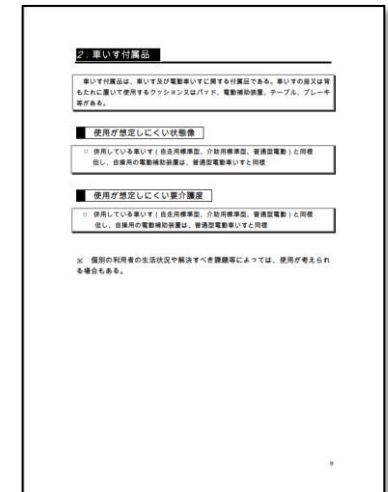 2．車いす付属品
車いす付属品は、車いす及び電動車いすに関する付属品である。車いすの座又は背
もたれに置いて使用するクッション又はパッド、電動補助装置、テーブル、ブレーキ
等がある。
使用が想定しにくい状態像
□ 併用している車いす(自走用標準型、介助用標準型、普通型電動)と同様
但し、自操用の電動補助装置は、普通型電動車いすと同様
使用が想定しにくい要介護度
□ 併用している車いす(自走用標準型、介助用標準型、普通型電動)と同様
但し、自操用の電動補助装置は、普通型電動車いすと同様
※ 個別の利用者の生活状況や解決すべき課題等によっては、使用が考えられ
る場合もある。